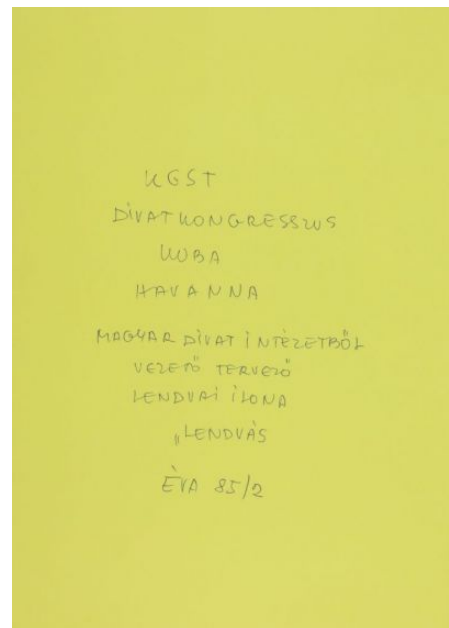 KGST
DIVATKONGRESSZUS
KUBA
HAVANNA
MAGYAR DIVAT INTÉZETBŐL
VEZETŐ TERVEZŐ
LENDVAI ILONA
„LENDVÁS
ÉVA 85/2